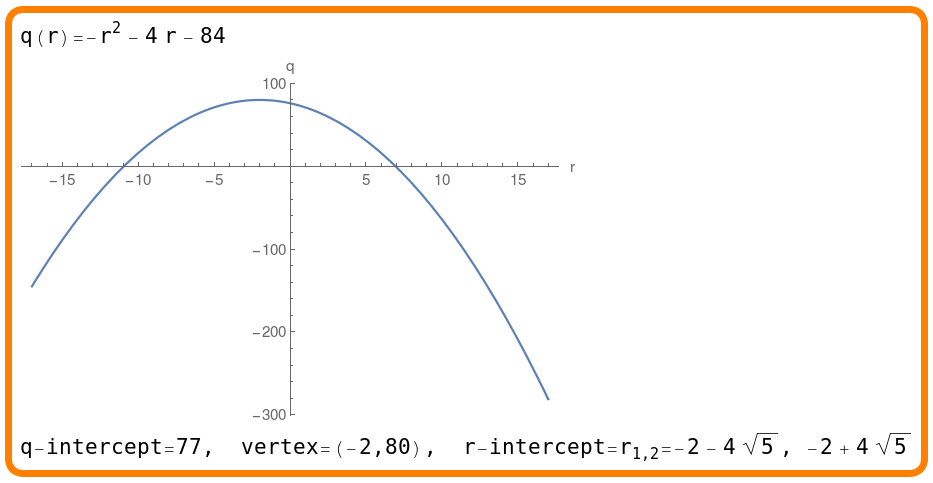 q(r)=-r² - 4 r - 84
q
100
r
-15 -10 -5 5 10 15
-100
-200
-300
q-intercept=77, vertex=(-2,80), r-intercept=r₁,₂=-2 - 4 √5, -2 + 4 √5